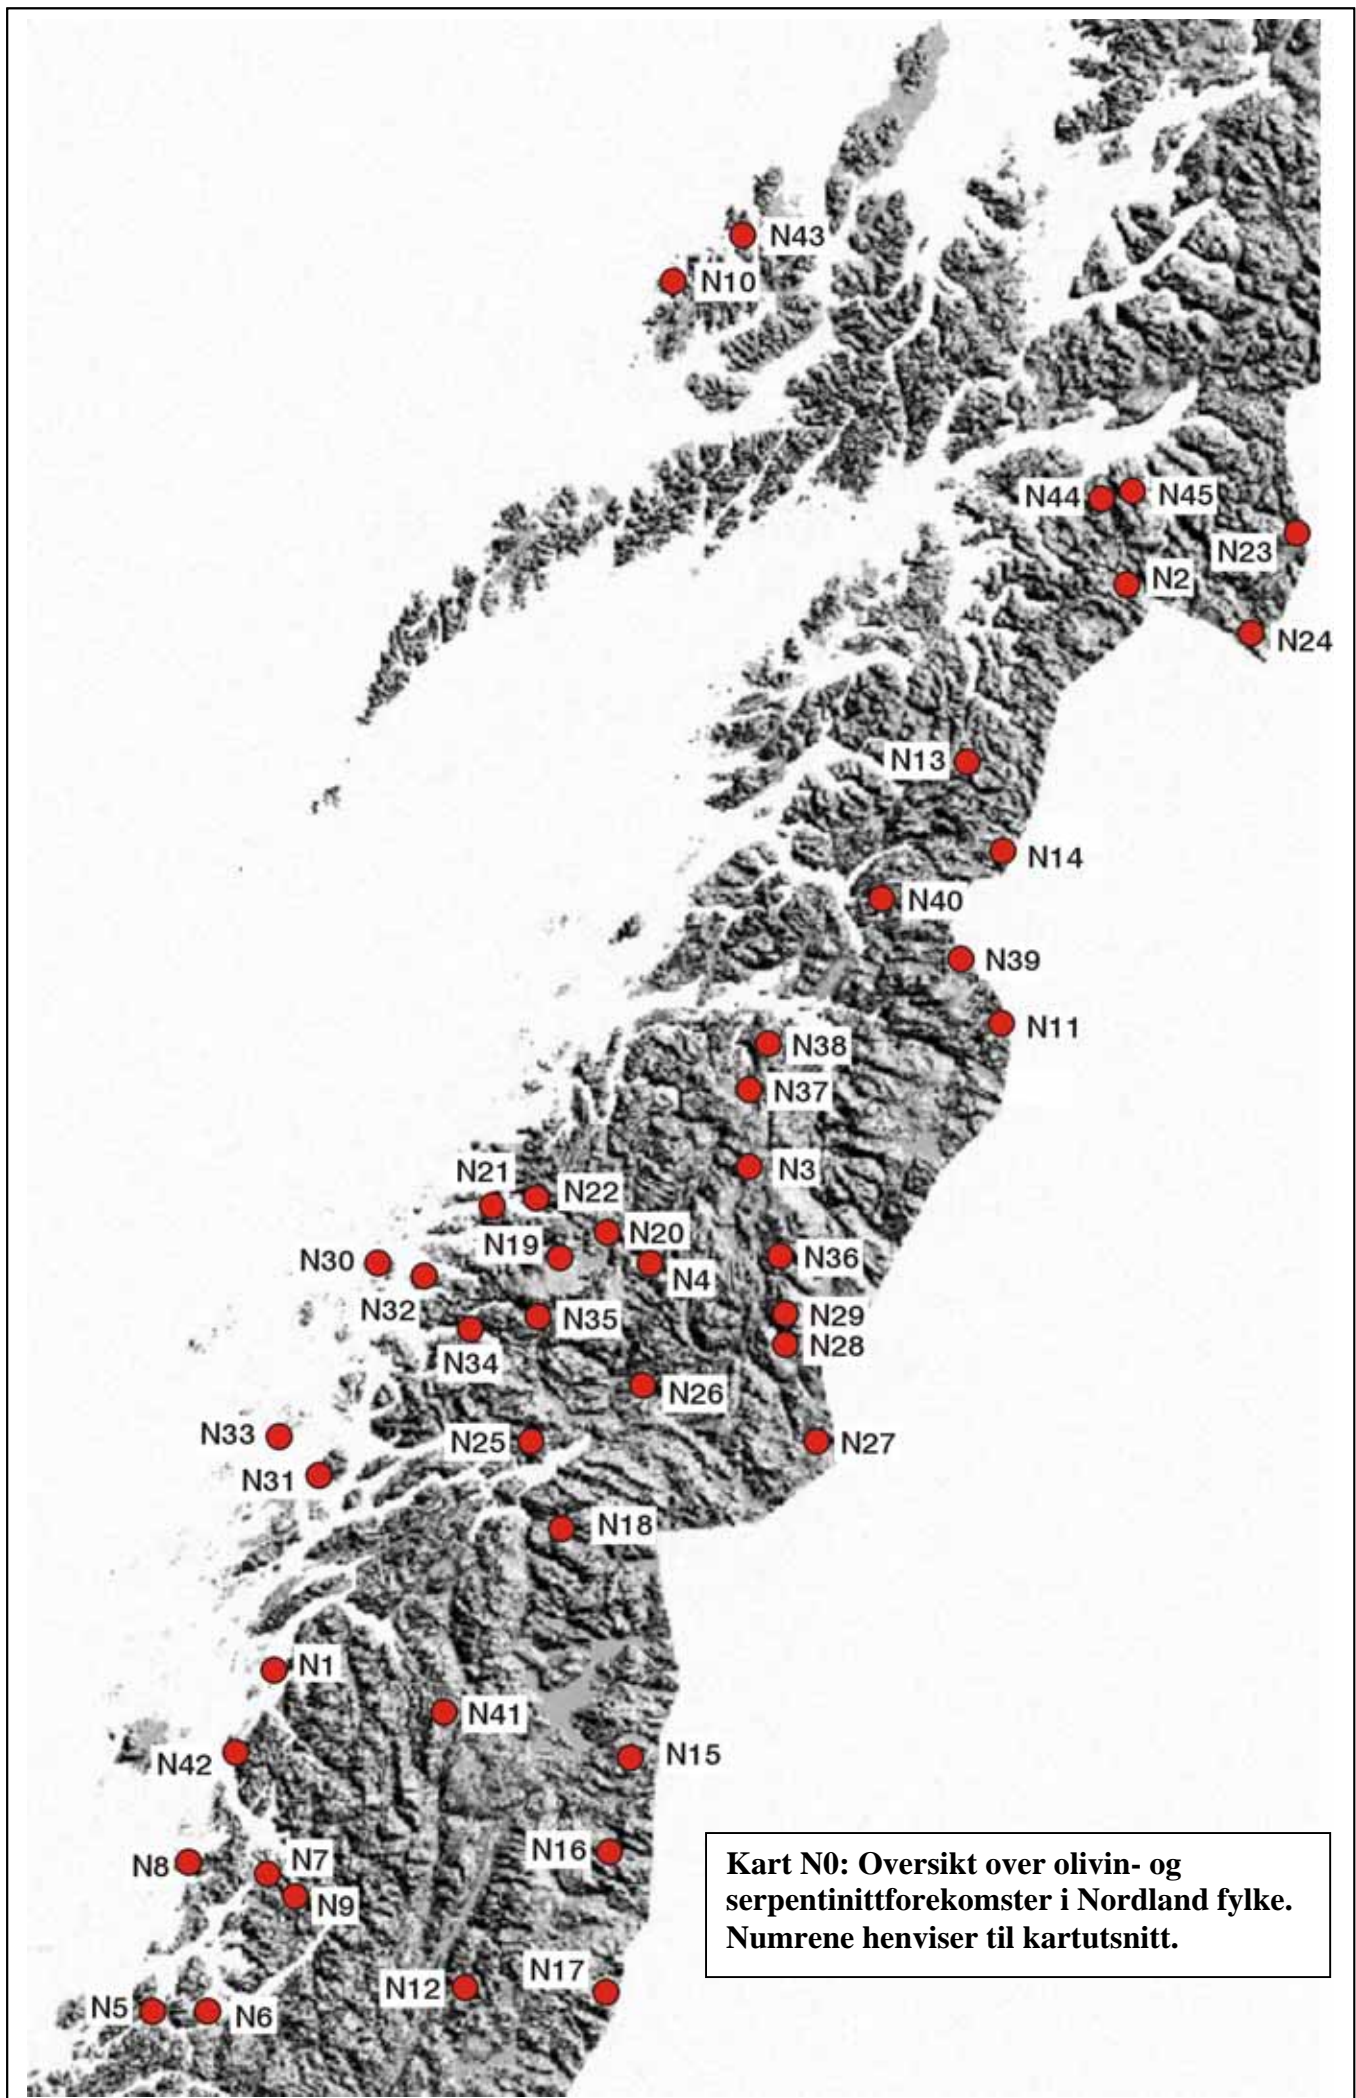 N43
N10
N44
N45
N23
N2
N24
N13
N14
N40
N39
N11
N38
N37
N3
N21
N22
N20
N19
N36
N30
N4
N32
N29
N35
N28
N34
N26
N33
N25
N27
N31
N18
N1
N41
N15
N42
N16
N7
N8
N9
N17
N12
N5
N6
Kart N0: Oversikt over olivin- og
serpentinittforekomster i Nordland fylke.
Numrene henviser til kartutsnitt.